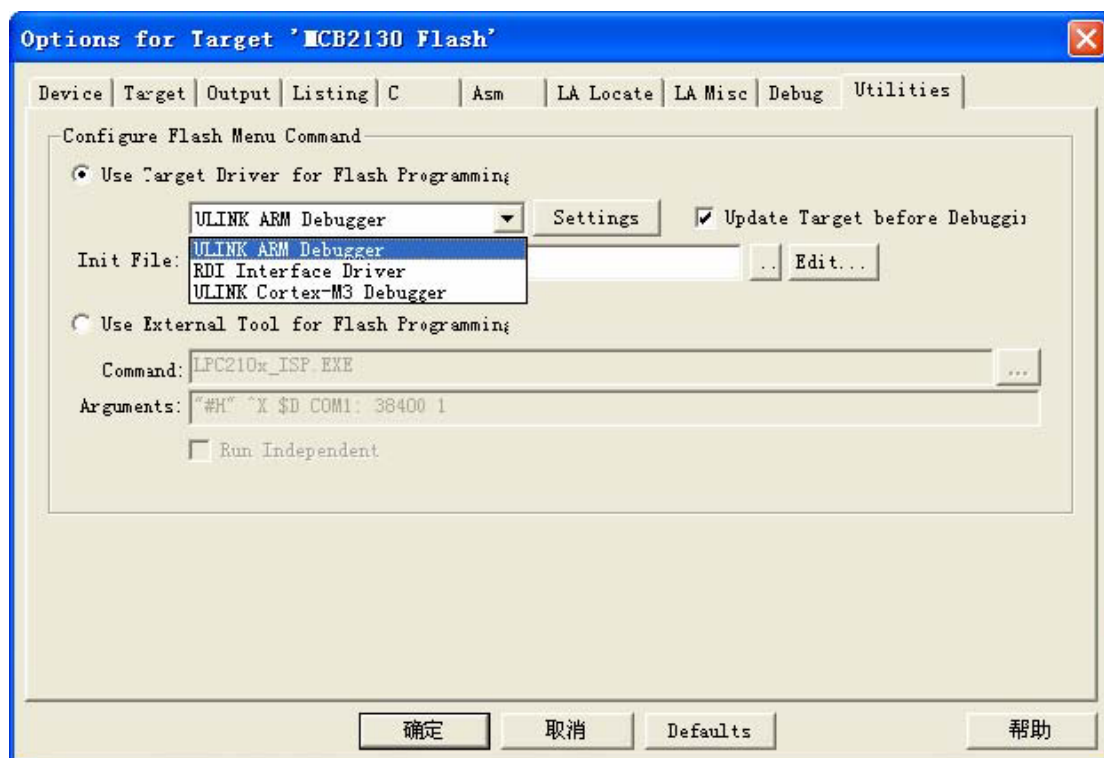 Options for Target 'MCB2130 Flash'
Device Target Output Listing C Asm LA Locate LA Misc Debug Utilities
Configure Flash Menu Command
Use Target Driver for Flash Programming
ULINK ARM Debugger Settings Update Target before Debuggin
ULINK ARM Debugger
Init File: .. Edit...
RDI Interface Driver
ULINK Cortex-M3 Debugger
Use External Tool for Flash Programming
Command: LPC210x_ISP.EXE ...
Arguments: "#H" ^X $D COM1: 38400 1
Run Independent
确定 取消 Defaults 帮助